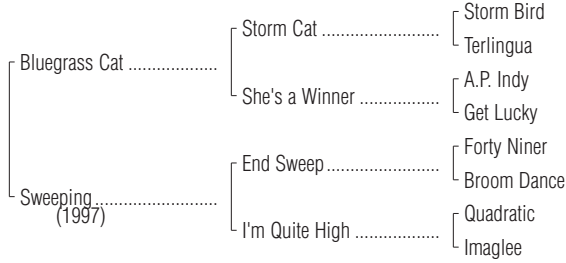 Storm Bird
Storm Cat ........................
Terlingua
Bluegrass Cat ..................
A.P. Indy
She's a Winner ................
Get Lucky
Forty Niner
End Sweep.......................
Broom Dance
Sweeping.........................
(1997)
Quadratic
I'm Quite High .................
Imaglee